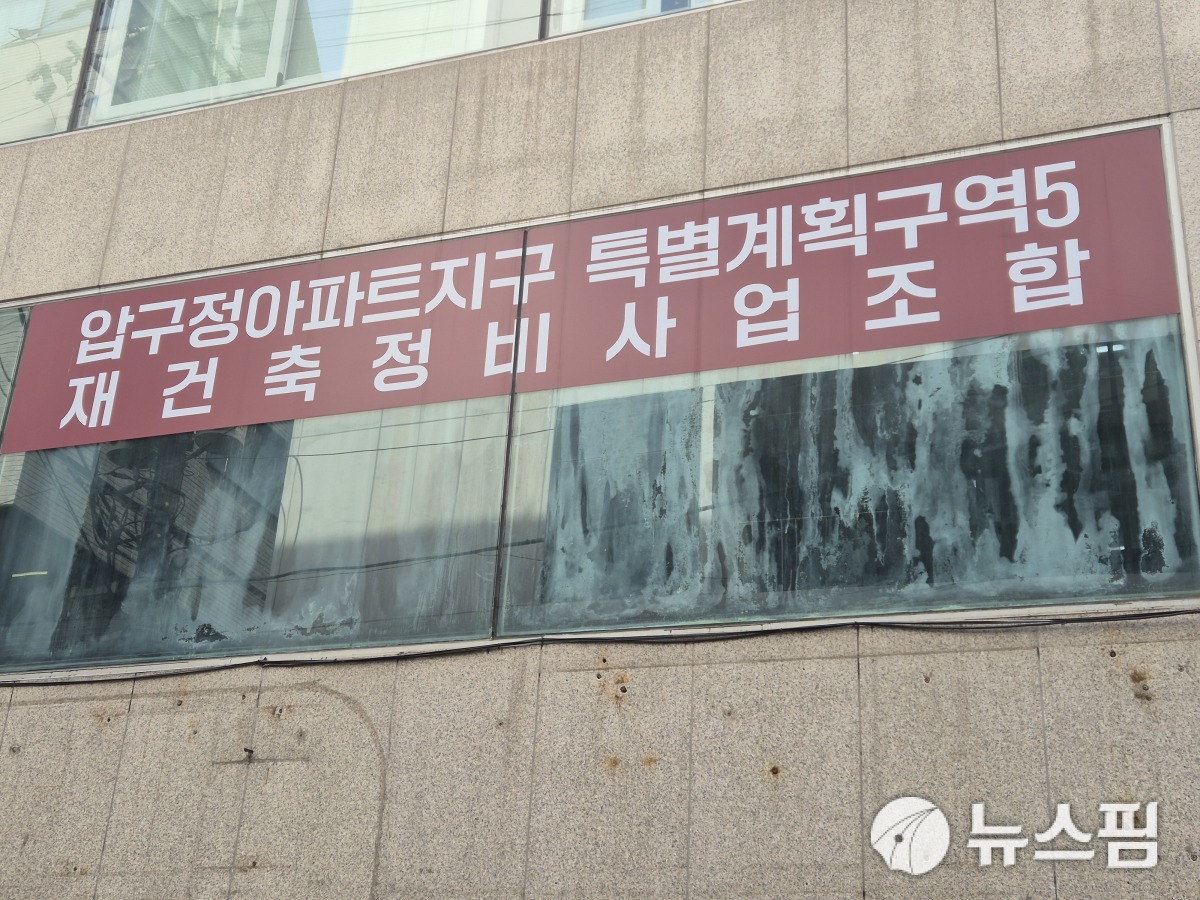 압구정아파트지구 특별계획구역5
재건축정비사업조합
뉴스핌